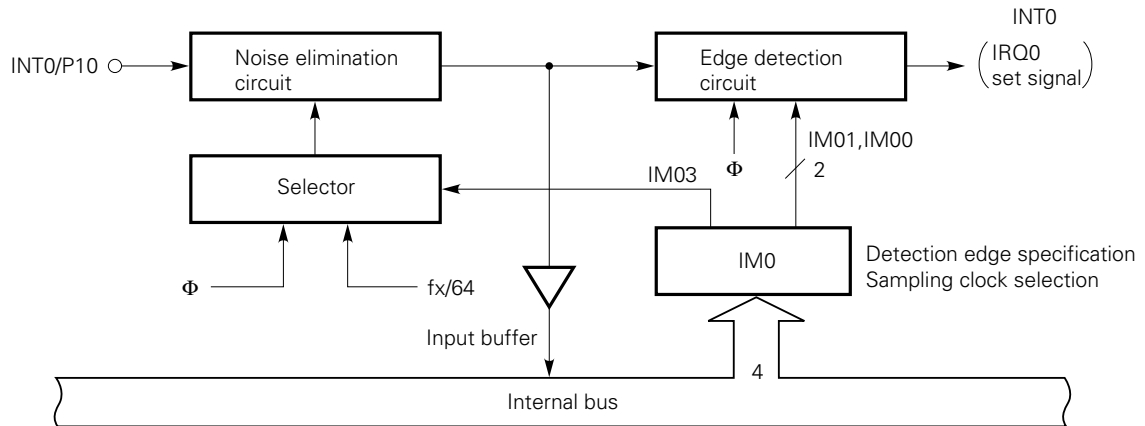 INT0
INT0/P10
Noise elimination
circuit
Edge detection
circuit
IRQ0
set signal
IM01,IM00
2
Φ
Selector
IM03
IM0
Detection edge specification
Sampling clock selection
Φ
fx/64
Input buffer
4
Internal bus